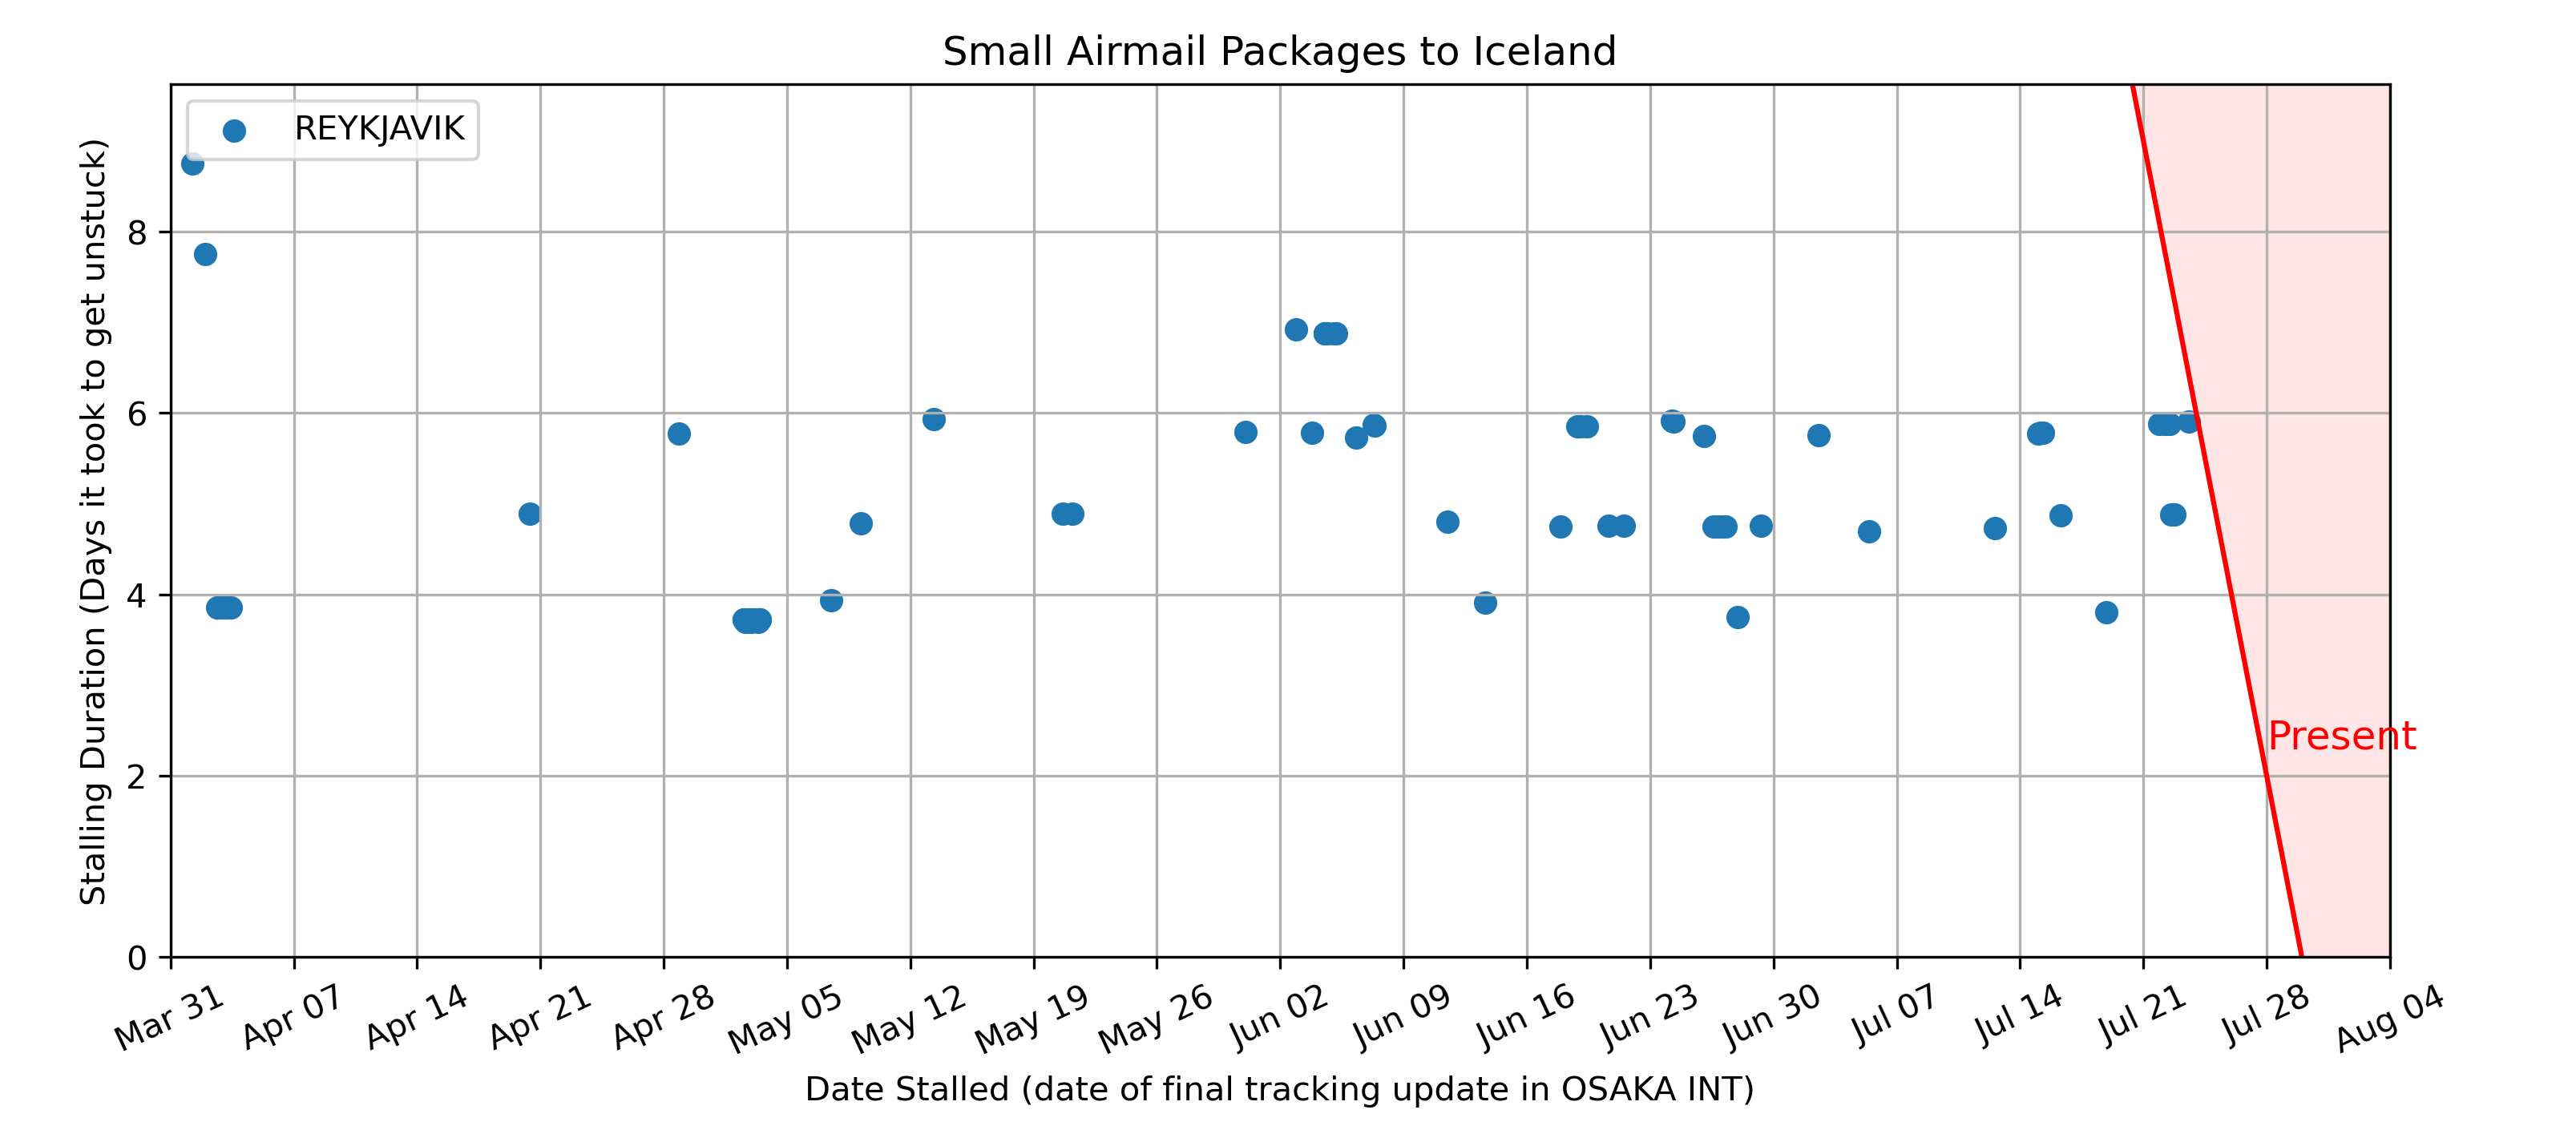 Small Airmail Packages to Iceland
REYKJAVIK
Stalling Duration (Days it took to get unstuck)
8
6
4
2
0
Present
Mar 31 Apr 07 Apr 14 Apr 21 Apr 28 May 05 May 12 May 19 May 26 Jun 02 Jun 09 Jun 16 Jun 23 Jun 30 Jul 07 Jul 14 Jul 21 Jul 28 Aug 04
Date Stalled (date of final tracking update in OSAKA INT)